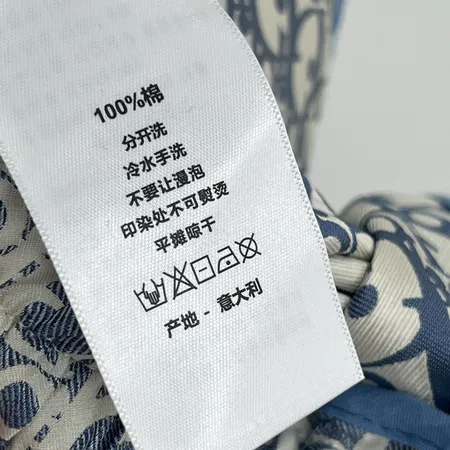 100%棉
分开洗
冷水手洗
不要让漫泡
印染处不可熨烫
平摊晾干
产地 - 意大利